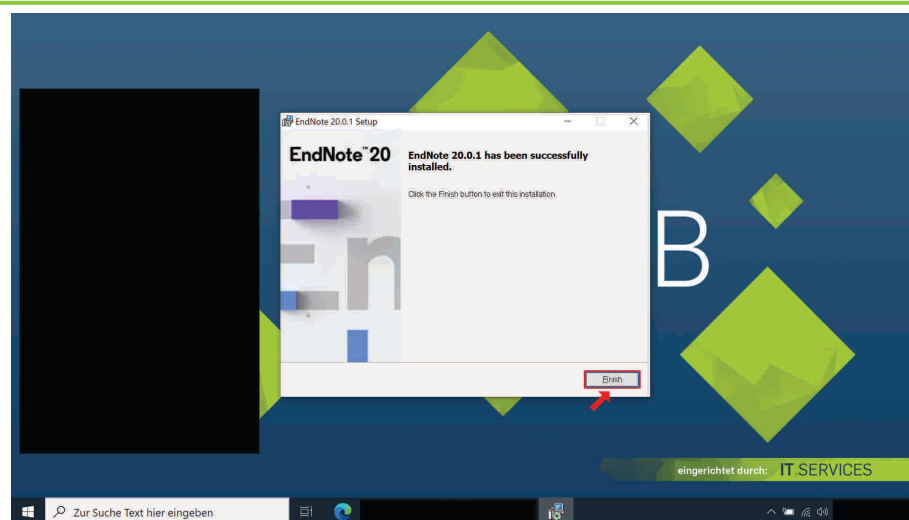 EndNote 20.0.1 Setup
EndNote™20
EndNote 20.0.1 has been successfully
installed.
Click the Finish button to exit this installation.
En
B
Finish
eingerichtet durch: IT.SERVICES
Zur Suche Text hier eingeben